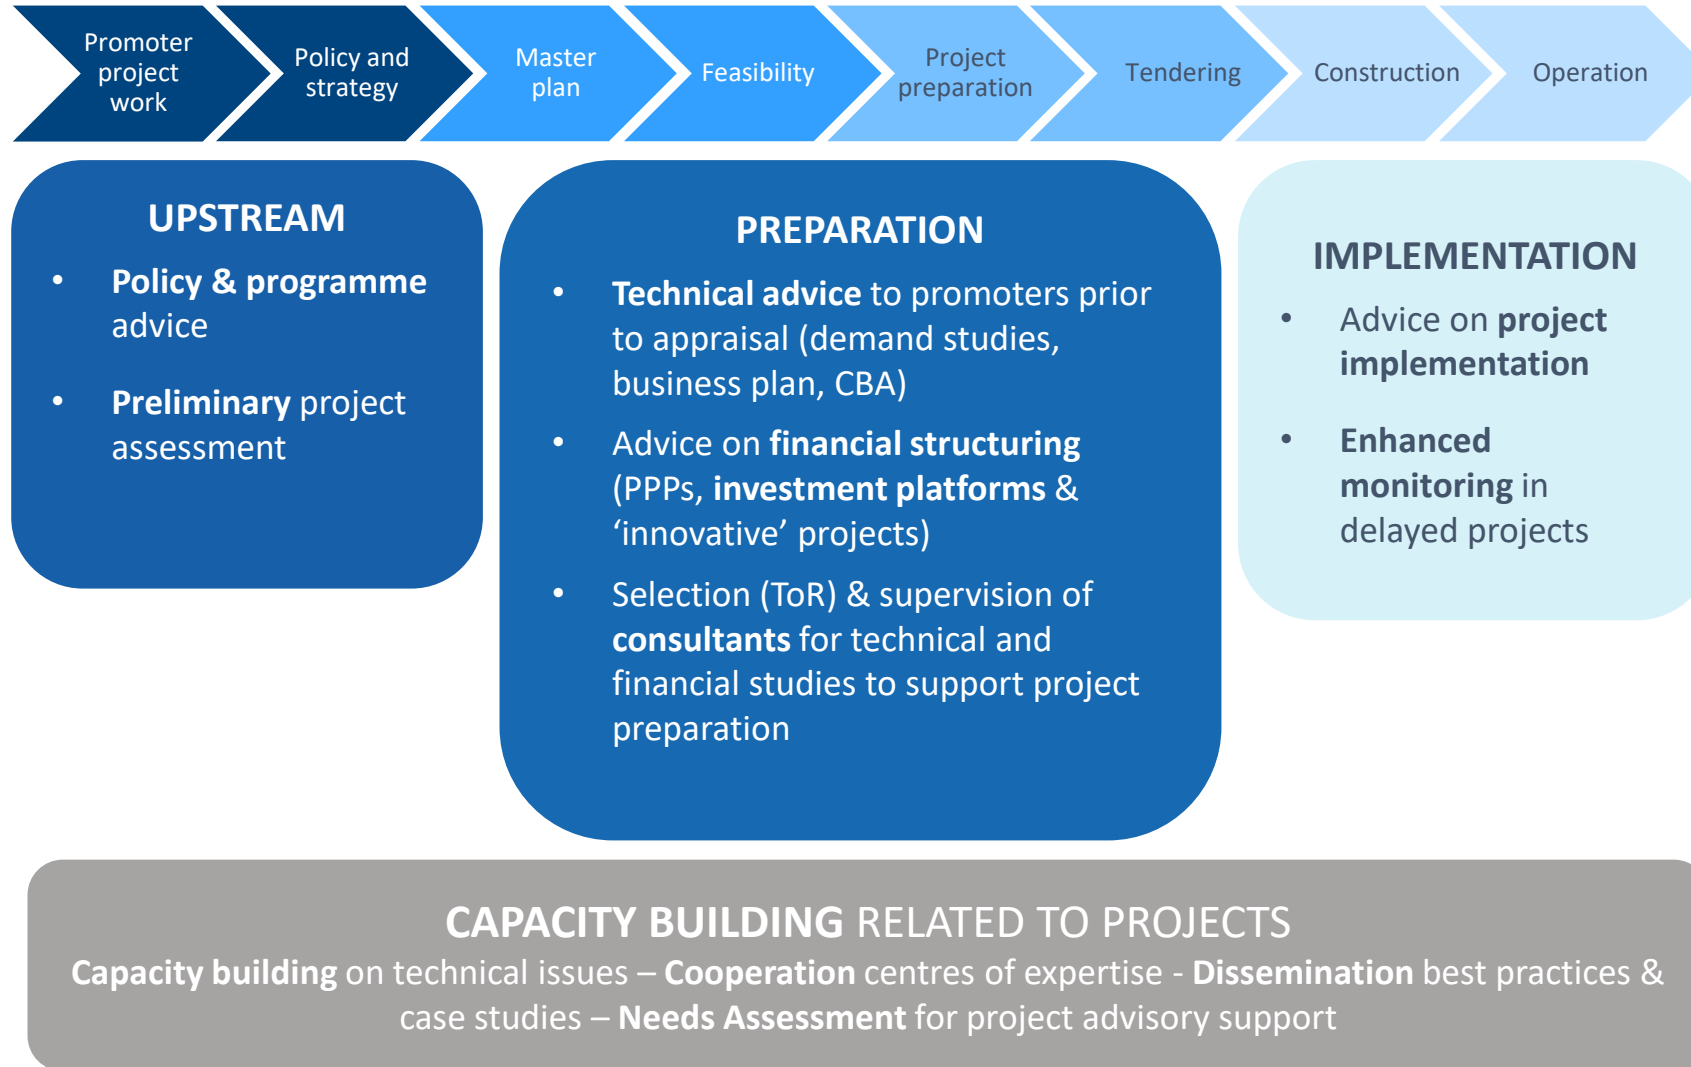 Promoter
project
work
Policy and
strategy
Master
plan
Feasibility
Project
preparation
Tendering
Construction
Operation
UPSTREAM
• Policy & programme
advice
• Preliminary project
assessment
PREPARATION
• Technical advice to promoters prior
to appraisal (demand studies,
business plan, CBA)
• Advice on financial structuring
(PPPs, investment platforms &
‘innovative’ projects)
• Selection (ToR) & supervision of
consultants for technical and
financial studies to support project
preparation
IMPLEMENTATION
• Advice on project
implementation
• Enhanced
monitoring in
delayed projects
CAPACITY BUILDING RELATED TO PROJECTS
Capacity building on technical issues – Cooperation centres of expertise - Dissemination best practices &
case studies – Needs Assessment for project advisory support